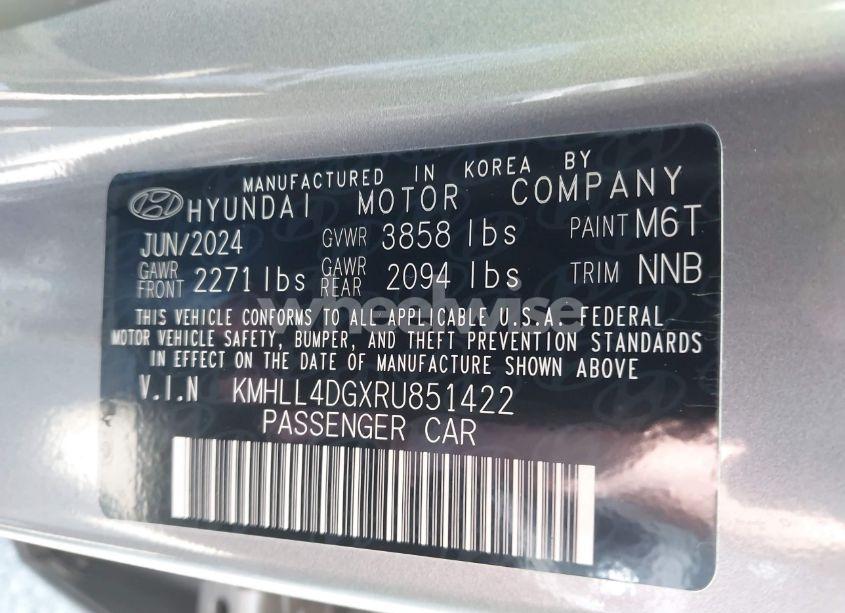 MANUFACTURED IN KOREA BY
HYUNDAI MOTOR COMPANY
JUN/2024 GVWR 3858 lbs PAINT M6T
GAWR FRONT 2271 lbs GAWR REAR 2094 lbs TRIM NNB
wheelwise
THIS VEHICLE CONFORMS TO ALL APPLICABLE U.S.A. FEDERAL
MOTOR VEHICLE SAFETY, BUMPER, AND THEFT PREVENTION STANDARDS
IN EFFECT ON THE DATE OF MANUFACTURE SHOWN ABOVE
V.I.N KMHLL4DGXRU851422
PASSENGER CAR